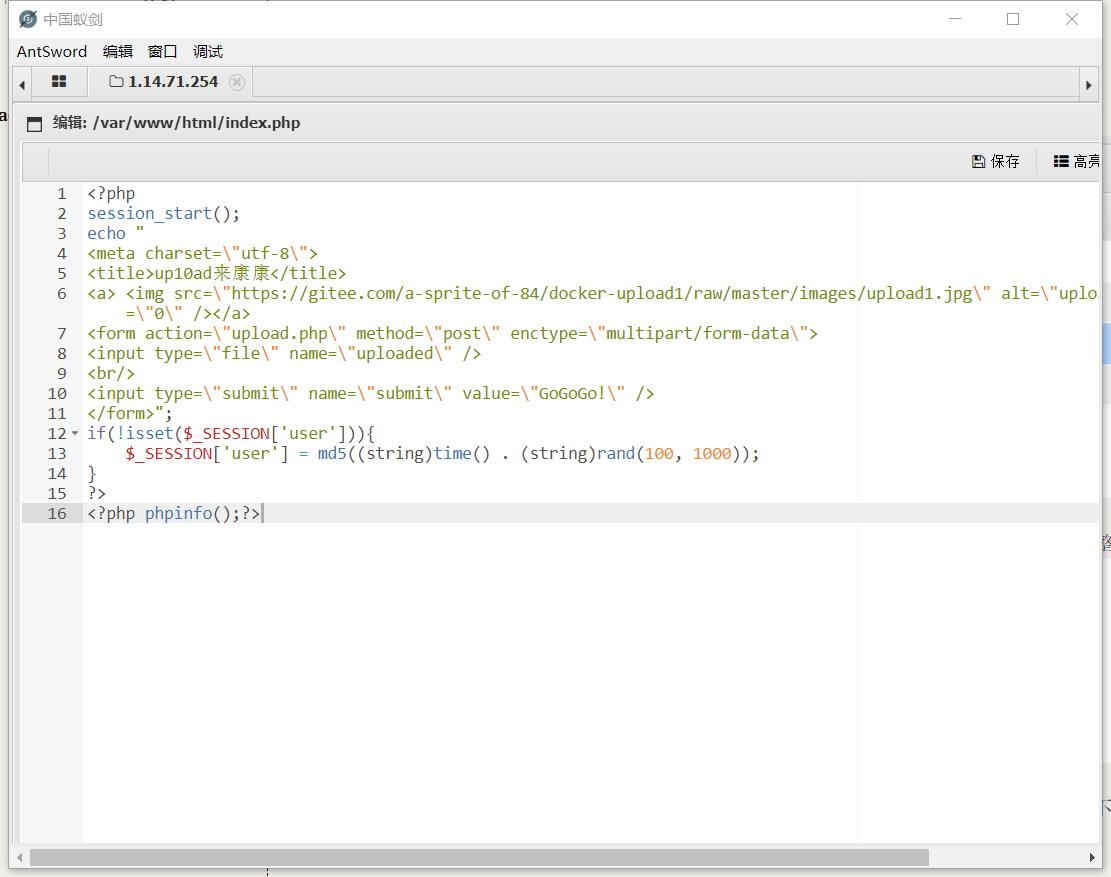 中国蚁剑
AntSword 编辑 窗口 调试
1.14.71.254
编辑: /var/www/html/index.php
保存 高亮
1 <?php
2 session_start();
3 echo "
4 <meta charset=\"utf-8\">
5 <title>up10ad来康康</title>
6 <a> <img src=\"https://gitee.com/a-sprite-of-84/docker-upload1/raw/master/images/upload1.jpg\" alt=\"uplo
=\"0\" /></a>
7 <form action=\"upload.php\" method=\"post\" enctype=\"multipart/form-data\">
8 <input type=\"file\" name=\"uploaded\" />
9 <br/>
10 <input type=\"submit\" name=\"submit\" value=\"GoGoGo!\" />
11 </form>";
12 if(!isset($_SESSION['user'])){
13 $_SESSION['user'] = md5((string)time() . (string)rand(100, 1000));
14 }
15 ?>
16 <?php phpinfo();?>